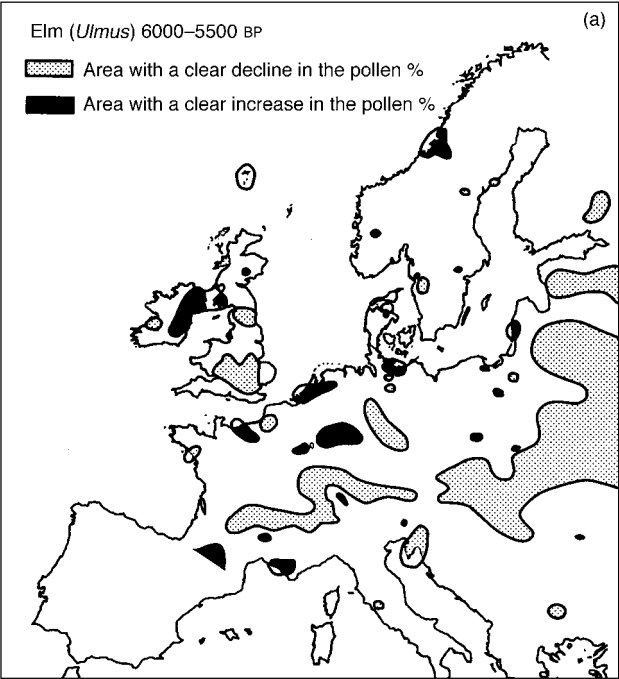 (a)
Elm (Ulmus) 6000–5500 BP
Area with a clear decline in the pollen %
Area with a clear increase in the pollen %